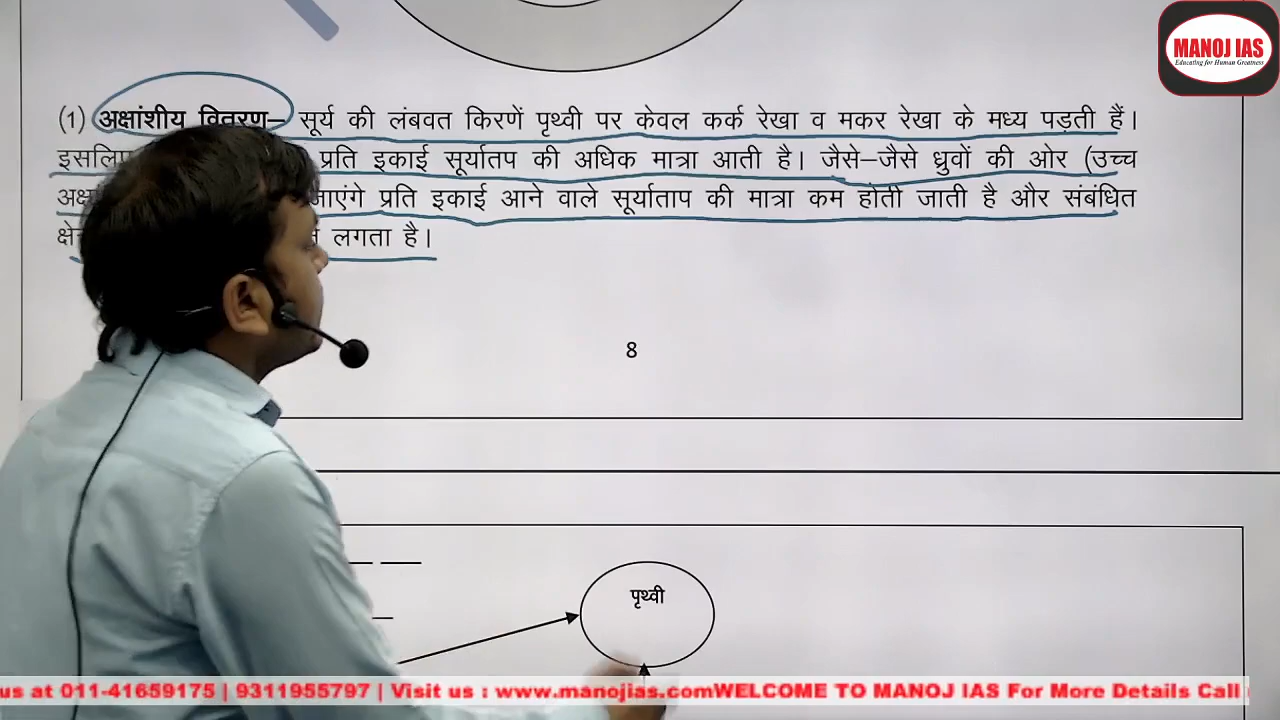 MANOJ IAS
Educating for Human Greatness
(1) अक्षांशीय वितरण– सूर्य की लंबवत किरणें पृथ्वी पर केवल कर्क रेखा व मकर रेखा के मध्य पड़ती हैं।
प्रति इकाई सूर्यातप की अधिक मात्रा आती है। जैसे–जैसे ध्रुवों की ओर (उच्च
जाएंगे प्रति इकाई आने वाले सूर्याताप की मात्रा कम होती जाती है और संबंधित
लगता है।
8
पृथ्वी
us at 011-41659175 | 9311955797 | Visit us : www.manojias.comWELCOME TO MANOJ IAS For More Details Call